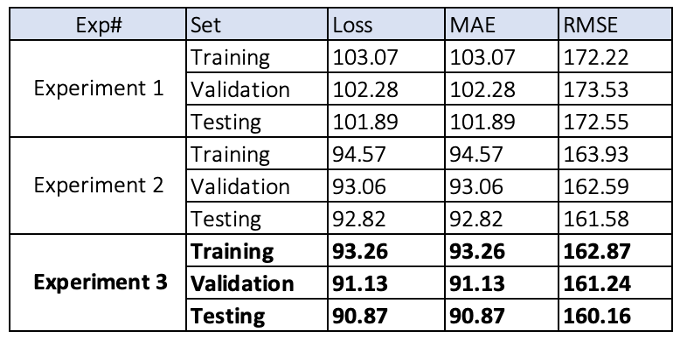 Exp# Set Loss MAE RMSE
Experiment 1 Training 103.07 103.07 172.22
Validation 102.28 102.28 173.53
Testing 101.89 101.89 172.55
Experiment 2 Training 94.57 94.57 163.93
Validation 93.06 93.06 162.59
Testing 92.82 92.82 161.58
Experiment 3 Training 93.26 93.26 162.87
Validation 91.13 91.13 161.24
Testing 90.87 90.87 160.16